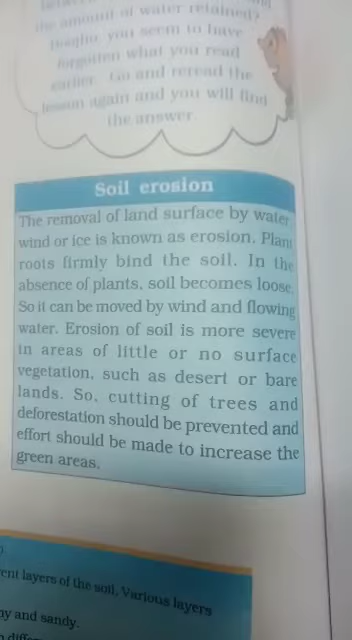 the amount of water retained?
Boojho, you seem to have
forgotten what you read
earlier. Go and reread the
lesson again and you will find
the answer.
Soil erosion
The removal of land surface by water,
wind or ice is known as erosion. Plant
roots firmly bind the soil. In the
absence of plants, soil becomes loose.
So it can be moved by wind and flowing
water. Erosion of soil is more severe
in areas of little or no surface
vegetation, such as desert or bare
lands. So, cutting of trees and
deforestation should be prevented and
effort should be made to increase the
green areas.
layers of the soil. Various layers
and sandy.